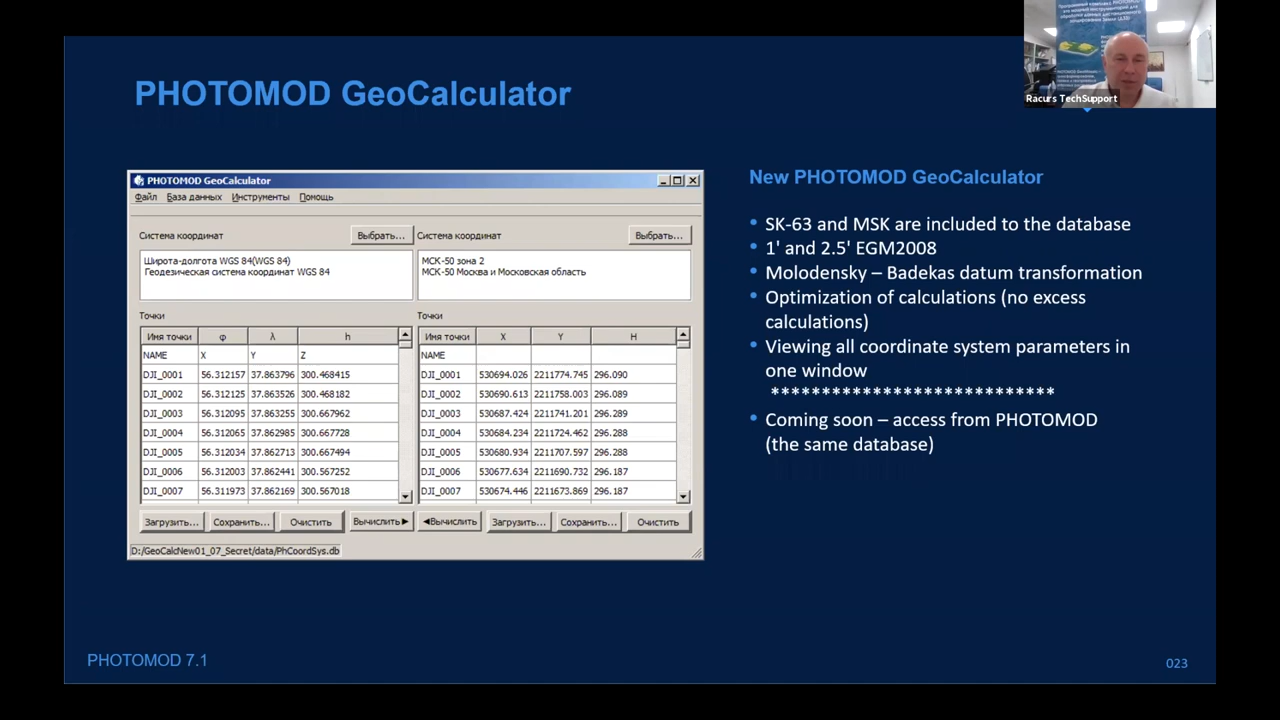 Программный комплекс PHOTOMOD
PHOTOMOD GeoCalculator
Racurs TechSupport
PHOTOMOD GeoCalculator
Файл База данных Инструменты Помощь
Система координат Выбрать... Система координат Выбрать...
Широта-долгота WGS 84(WGS 84) МСК-50 зона 2
Геодезическая система координат WGS 84 МСК-50 Москва и Московская область
Точки Точки
Имя точки φ λ h Имя точки X Y H
NAME X Y Z NAME
DJI_0001 56.312157 37.863796 300.468415 DJI_0001 530694.026 2211774.745 296.090
DJI_0002 56.312125 37.863526 300.468182 DJI_0002 530690.613 2211758.003 296.089
DJI_0003 56.312095 37.863255 300.667962 DJI_0003 530687.424 2211741.201 296.289
DJI_0004 56.312065 37.862985 300.667728 DJI_0004 530684.234 2211724.462 296.288
DJI_0005 56.312034 37.862713 300.667494 DJI_0005 530680.934 2211707.597 296.288
DJI_0006 56.312003 37.862441 300.567252 DJI_0006 530677.634 2211690.732 296.187
DJI_0007 56.311973 37.862169 300.567018 DJI_0007 530674.446 2211673.869 296.187
Загрузить... Сохранить... Очистить Вычислить► ◄Вычислить Загрузить... Сохранить... Очистить
D:/GeoCalcNew01_07_Secret/data/PhCoordSys.db
New PHOTOMOD GeoCalculator
• SK-63 and MSK are included to the database
• 1' and 2.5' EGM2008
• Molodensky – Badekas datum transformation
• Optimization of calculations (no excess
calculations)
• Viewing all coordinate system parameters in
one window
****************************
• Coming soon – access from PHOTOMOD
(the same database)
PHOTOMOD 7.1
023